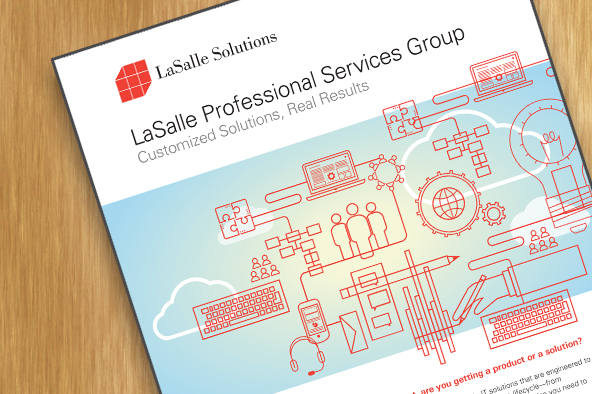 LaSalle Solutions
LaSalle Professional Services Group
Customized Solutions, Real Results
are you getting a product or a solution?
IT solutions that are engineered to
lifecycle—from
you need to